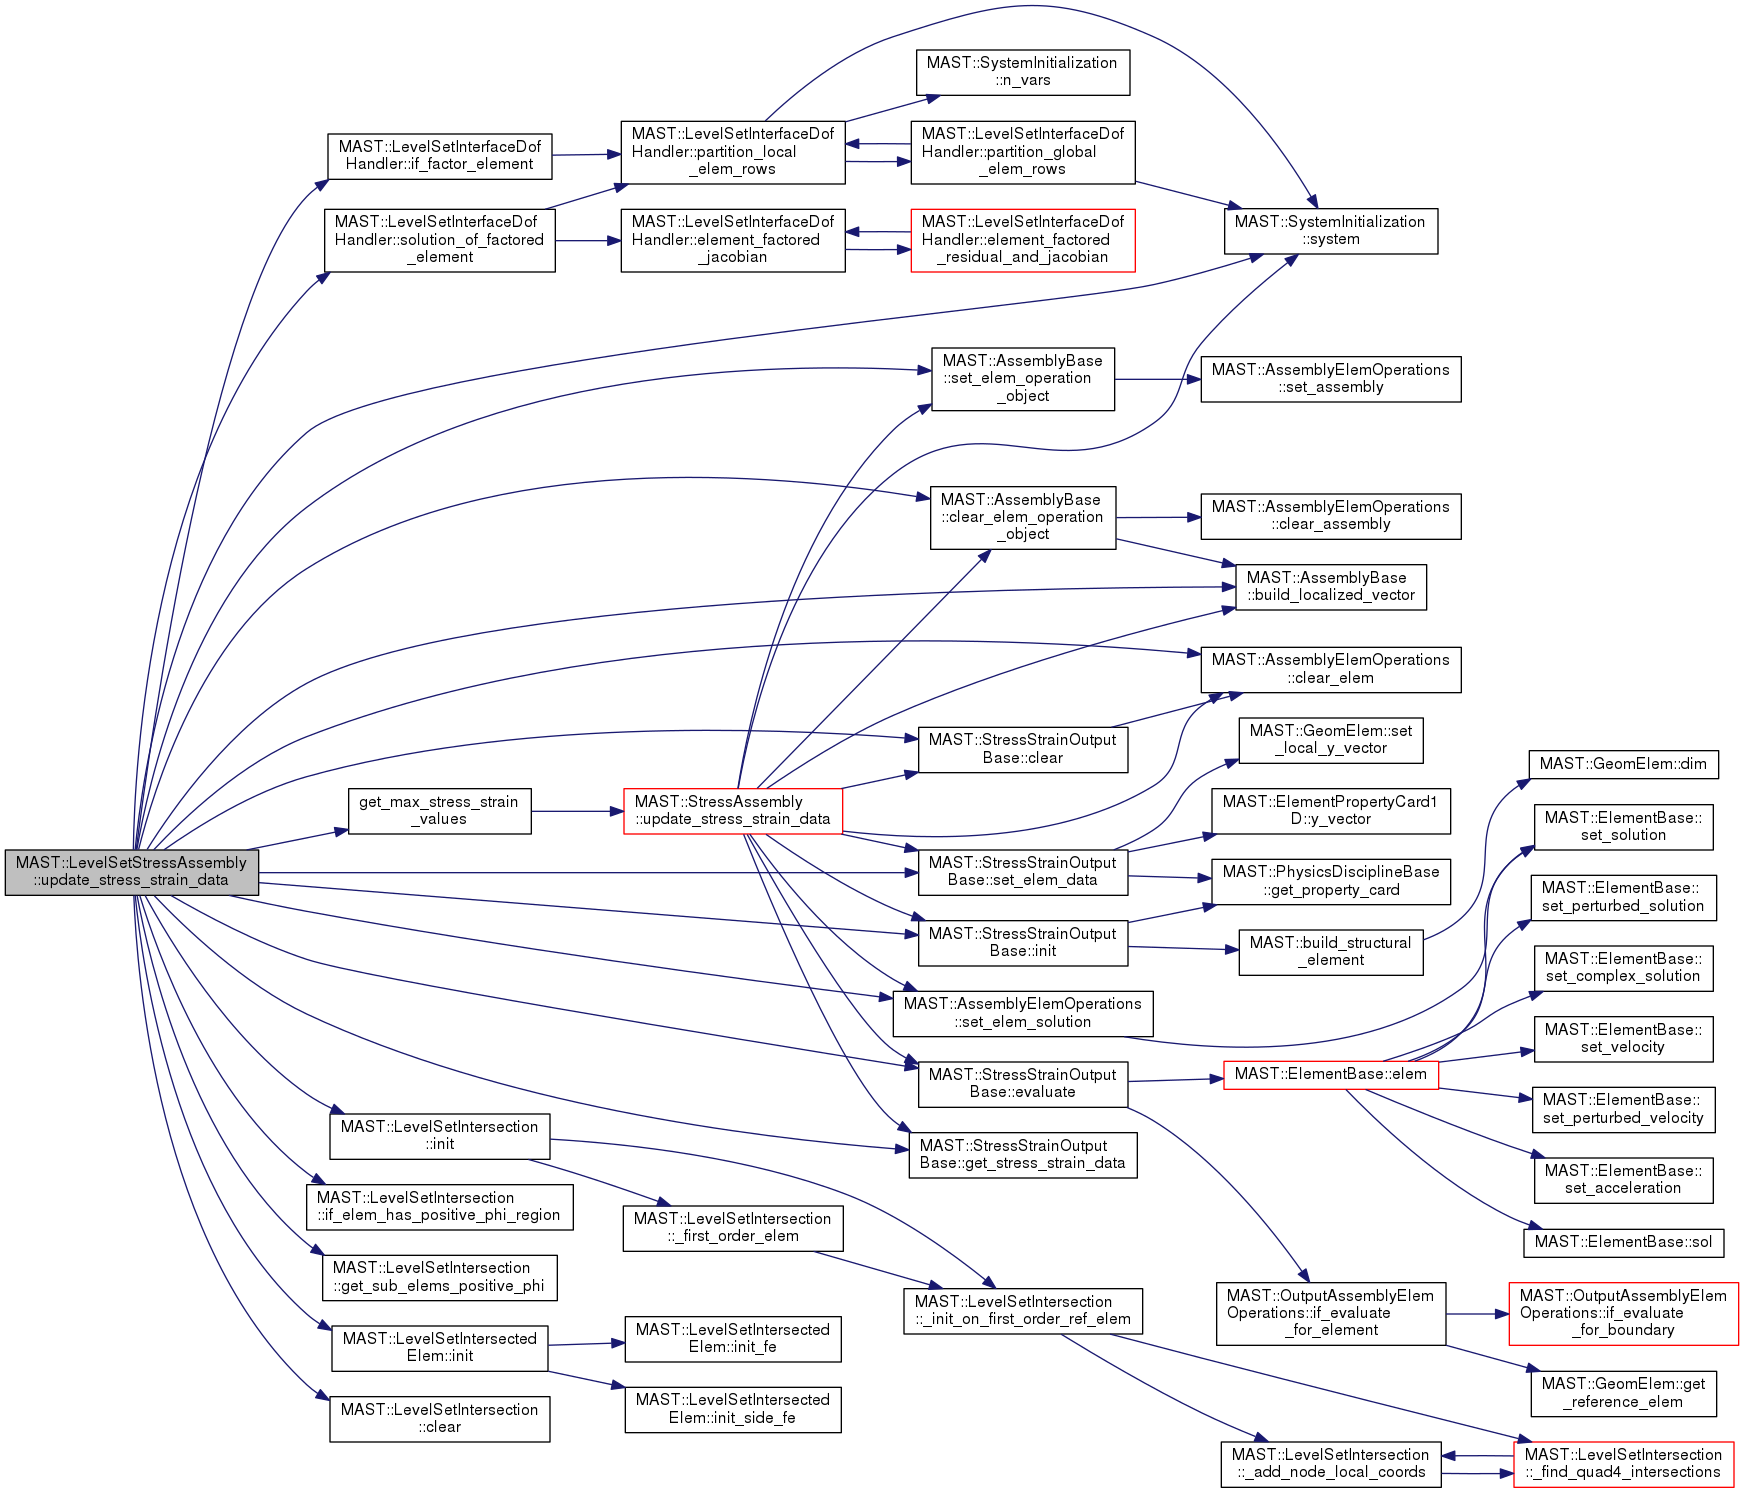 MAST::LevelSetStressAssembly
::update_stress_strain_data
MAST::LevelSetInterfaceDof
Handler::if_factor_element
MAST::LevelSetInterfaceDof
Handler::solution_of_factored
_element
get_max_stress_strain
_values
MAST::LevelSetIntersection
::init
MAST::LevelSetIntersection
::if_elem_has_positive_phi_region
MAST::LevelSetIntersection
::get_sub_elems_positive_phi
MAST::LevelSetIntersected
Elem::init
MAST::LevelSetIntersection
::clear
MAST::LevelSetInterfaceDof
Handler::partition_local
_elem_rows
MAST::LevelSetInterfaceDof
Handler::element_factored
_jacobian
MAST::StressAssembly
::update_stress_strain_data
MAST::LevelSetIntersection
::_first_order_elem
MAST::LevelSetIntersected
Elem::init_fe
MAST::LevelSetIntersected
Elem::init_side_fe
MAST::SystemInitialization
::n_vars
MAST::LevelSetInterfaceDof
Handler::partition_global
_elem_rows
MAST::LevelSetInterfaceDof
Handler::element_factored
_residual_and_jacobian
MAST::AssemblyBase
::set_elem_operation
_object
MAST::AssemblyBase
::clear_elem_operation
_object
MAST::StressStrainOutput
Base::clear
MAST::StressStrainOutput
Base::set_elem_data
MAST::StressStrainOutput
Base::init
MAST::AssemblyElemOperations
::set_elem_solution
MAST::StressStrainOutput
Base::evaluate
MAST::StressStrainOutput
Base::get_stress_strain_data
MAST::LevelSetIntersection
::_init_on_first_order_ref_elem
MAST::SystemInitialization
::system
MAST::AssemblyElemOperations
::set_assembly
MAST::AssemblyElemOperations
::clear_assembly
MAST::AssemblyBase
::build_localized_vector
MAST::AssemblyElemOperations
::clear_elem
MAST::GeomElem::set
_local_y_vector
MAST::ElementPropertyCard1
D::y_vector
MAST::PhysicsDisciplineBase
::get_property_card
MAST::build_structural
_element
MAST::ElementBase::elem
MAST::OutputAssemblyElem
Operations::if_evaluate
_for_element
MAST::LevelSetIntersection
::_add_node_local_coords
MAST::GeomElem::dim
MAST::ElementBase::
set_solution
MAST::ElementBase::
set_perturbed_solution
MAST::ElementBase::
set_complex_solution
MAST::ElementBase::
set_velocity
MAST::ElementBase::
set_perturbed_velocity
MAST::ElementBase::
set_acceleration
MAST::ElementBase::sol
MAST::OutputAssemblyElem
Operations::if_evaluate
_for_boundary
MAST::GeomElem::get
_reference_elem
MAST::LevelSetIntersection
::_find_quad4_intersections